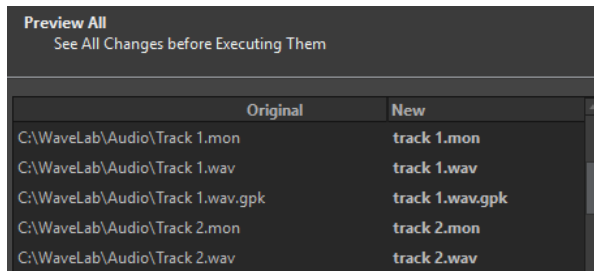 Preview All
See All Changes before Executing Them
Original New
C:\WaveLab\Audio\Track 1.mon track 1.mon
C:\WaveLab\Audio\Track 1.wav track 1.wav
C:\WaveLab\Audio\Track 1.wav.gpk track 1.wav.gpk
C:\WaveLab\Audio\Track 2.mon track 2.mon
C:\WaveLab\Audio\Track 2.wav track 2.wav